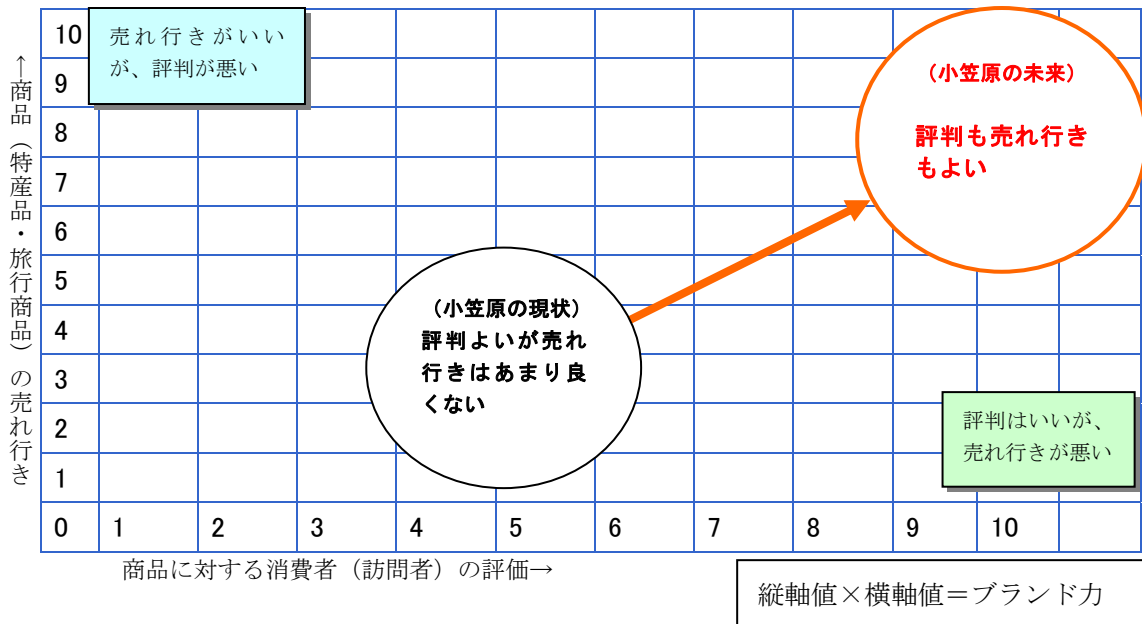 ↑商品（特産品・旅行商品）の売れ行き
10
9
8
7
6
5
4
3
2
1
0 1 2 3 4 5 6 7 8 9 10
売れ行きがいい
が、評判が悪い
（小笠原の未来）
評判も売れ行き
もよい
（小笠原の現状）
評判よいが売れ
行きはあまり良
くない
評判はいいが、
売れ行きが悪い
商品に対する消費者（訪問者）の評価→
縦軸値×横軸値＝ブランド力